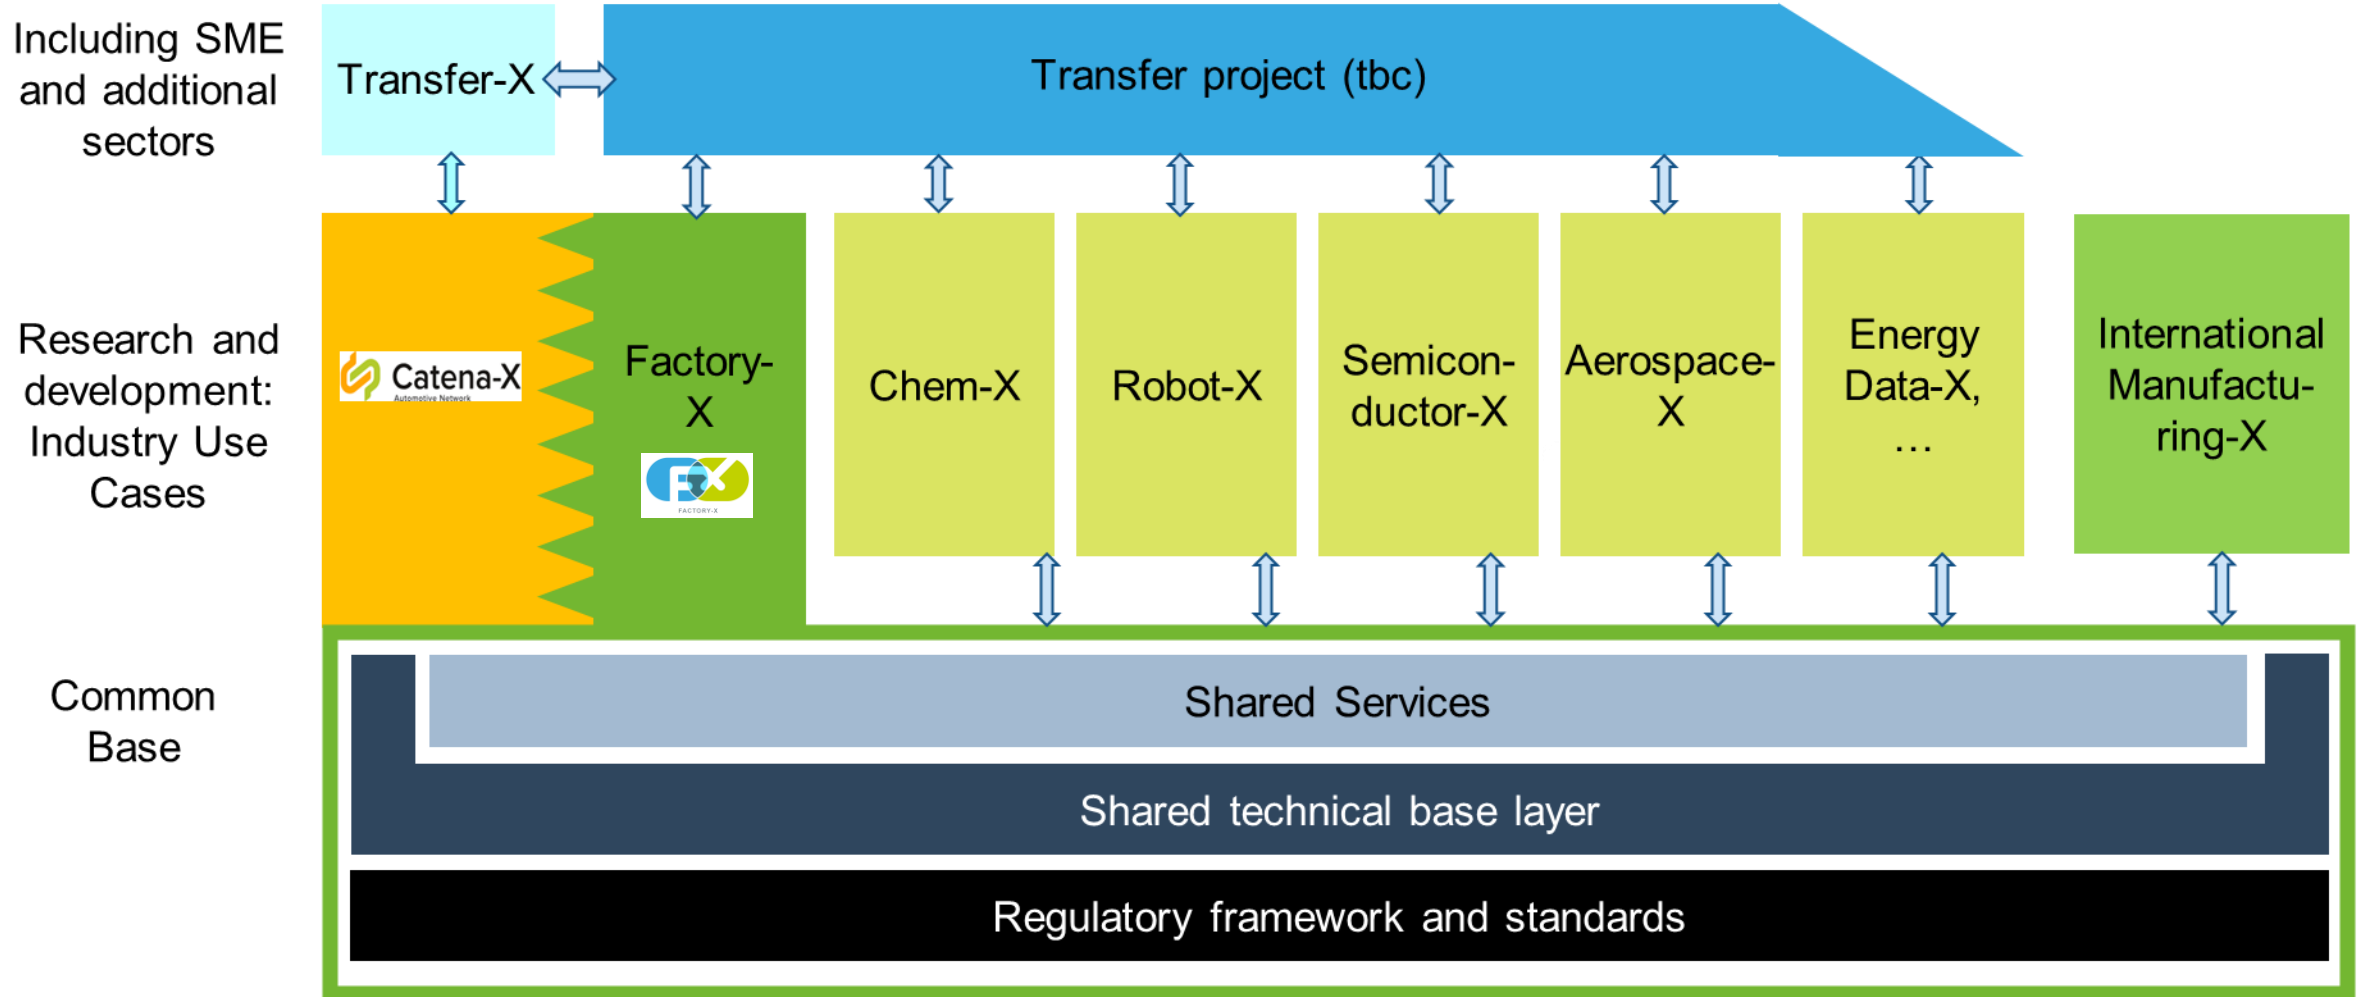 Including SME
and additional
sectors
Transfer-X
Transfer project (tbc)
Research and
development:
Industry Use
Cases
Catena-X
Automotive Network
Factory-
X
FX
FACTORY-X
Chem-X
Robot-X
Semicon-
ductor-X
Aerospace-
X
Energy
Data-X,
...
International
Manufactu-
ring-X
Common
Base
Shared Services
Shared technical base layer
Regulatory framework and standards